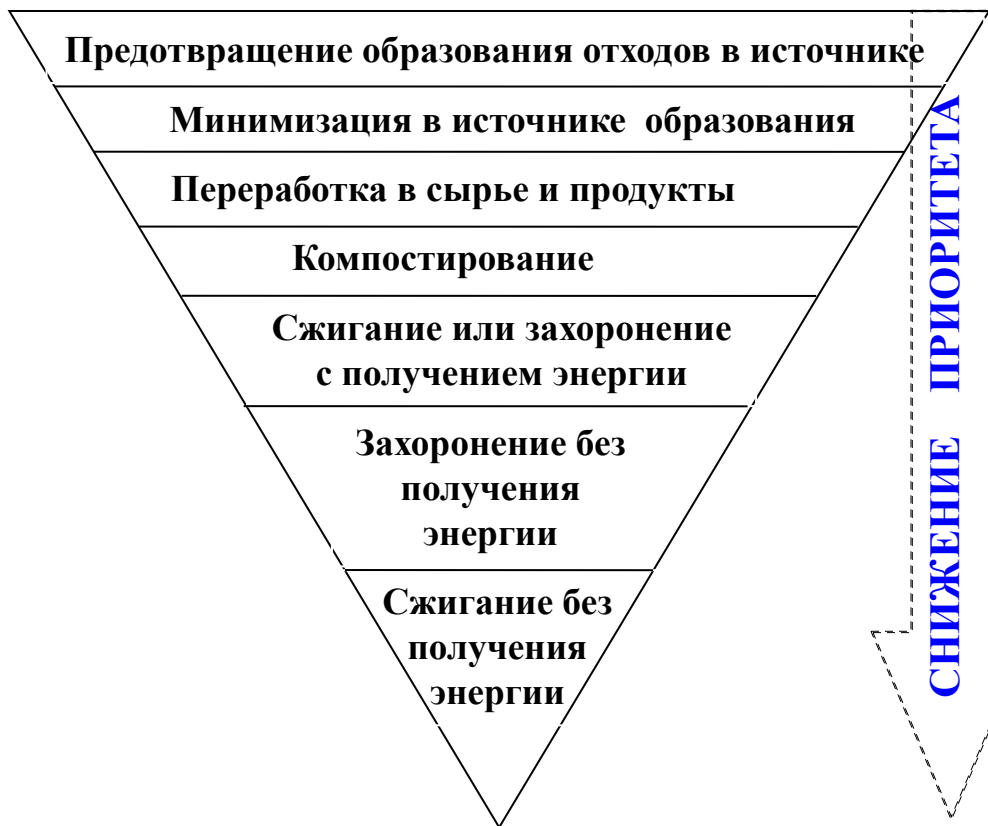 Предотвращение образования отходов в источнике
Минимизация в источнике образования
Переработка в сырье и продукты
Компостирование
Сжигание или захоронение
с получением энергии
Захоронение без
получения
энергии
Сжигание без
получения
энергии
СНИЖЕНИЕ ПРИОРИТЕТА